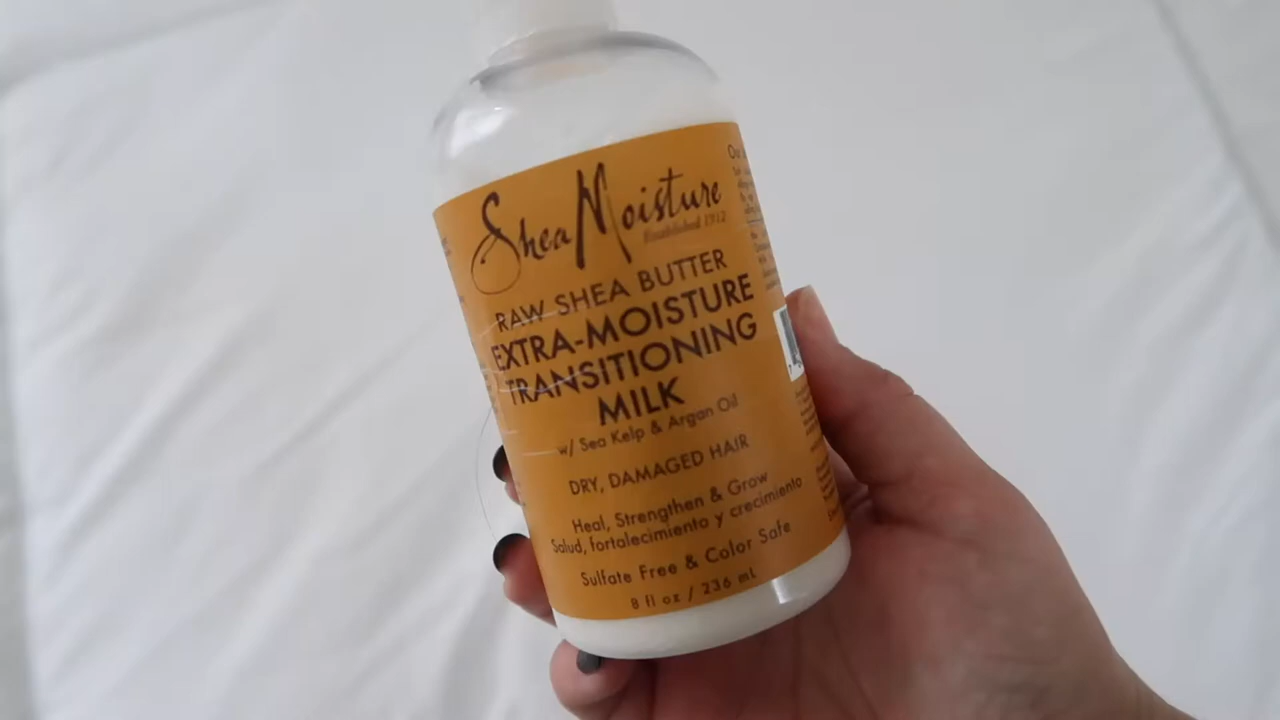 SheaMoisture
Established 1912
RAW SHEA BUTTER
EXTRA-MOISTURE
TRANSITIONING
MILK
w/ Sea Kelp & Argan Oil
DRY, DAMAGED HAIR
Heal, Strengthen & Grow
Salud, fortalecimiento y crecimiento
Sulfate Free & Color Safe
8 fl oz / 236 mL